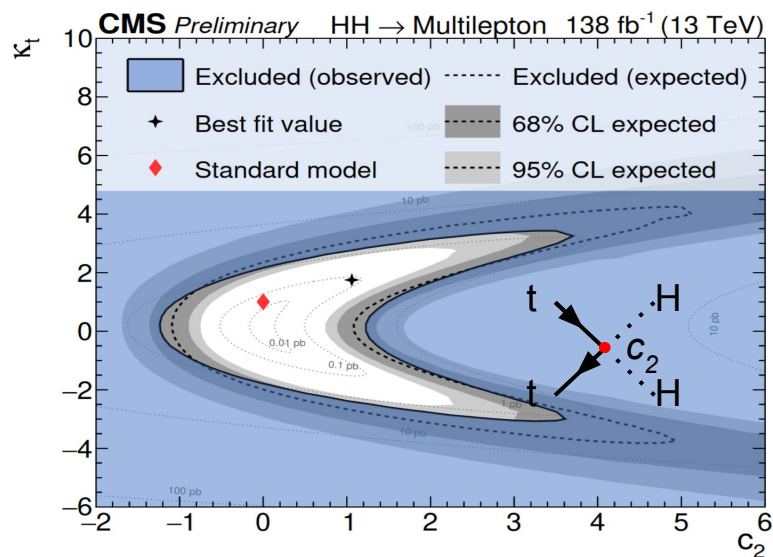 CMS Preliminary HH → Multilepton 138 fb⁻¹ (13 TeV)
κt
Excluded (observed) Excluded (expected)
Best fit value 68% CL expected
Standard model 95% CL expected
100 pb
10 pb
0.01 pb
0.1 pb
1 pb
10 pb
10 pb
100 pb
t H
c₂
t H
10
8
6
4
2
0
−2
−4
−6
−2 −1 0 1 2 3 4 5 6
c₂